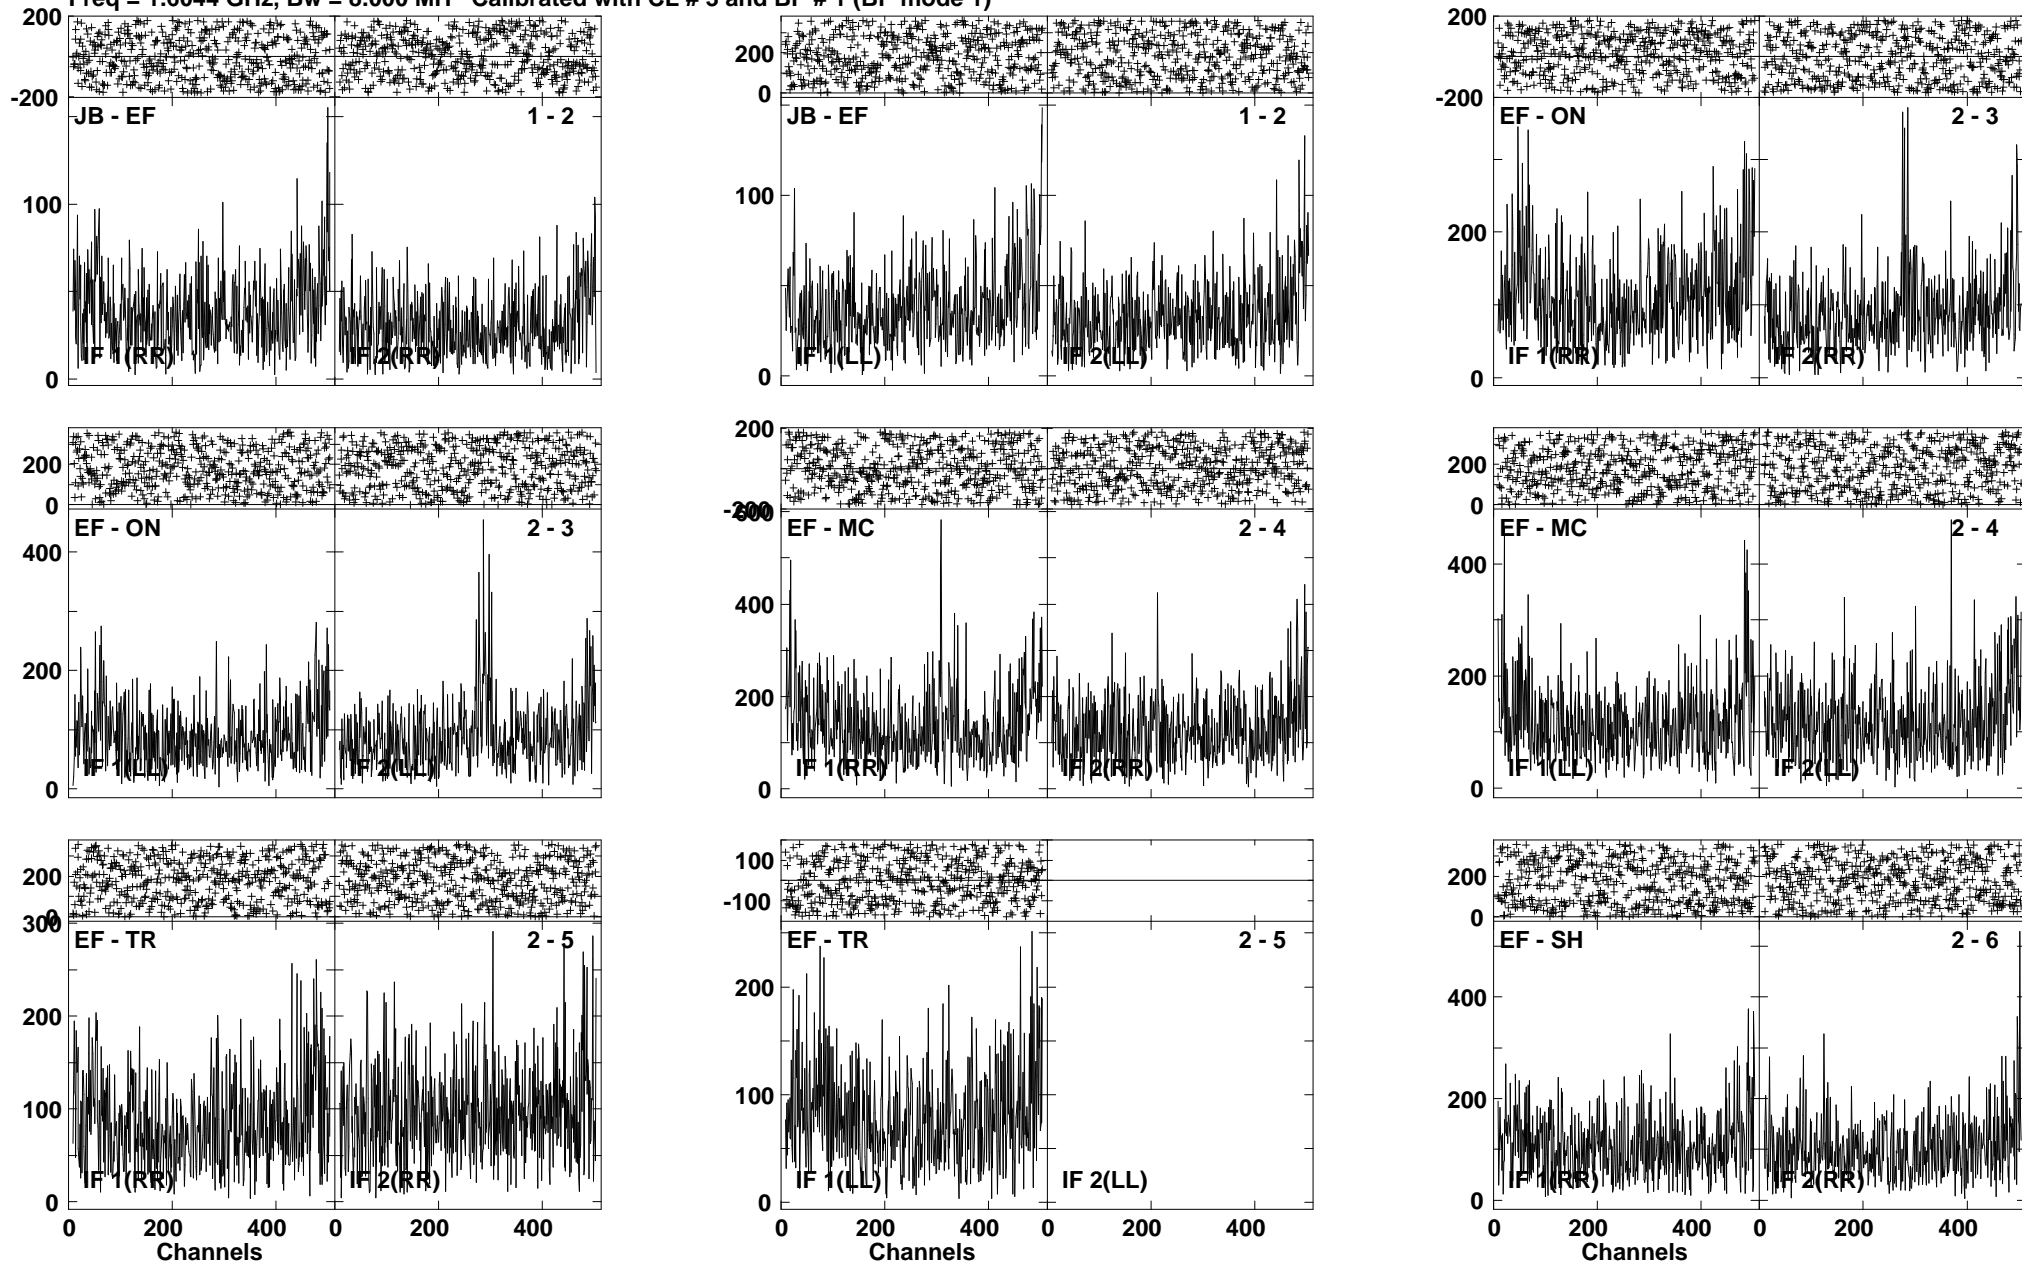 Calibrated with CL # 3 and BP # 1 (BP mode 1)
200
-200
JB - EF 1 - 2
100
0
IF 1(RR) IF 2(RR)
200
0
JB - EF 1 - 2
100
0
IF 1(LL) IF 2(LL)
200
-200
EF - ON 2 - 3
200
0
IF 1(RR) IF 2(RR)
200
0
EF - ON 2 - 3
400
200
0
IF 1(LL) IF 2(LL)
200
-200
600
EF - MC 2 - 4
400
200
0
IF 1(RR) IF 2(RR)
200
0
EF - MC 2 - 4
400
200
0
IF 1(LL) IF 2(LL)
200
0
300
EF - TR 2 - 5
200
100
0
IF 1(RR) IF 2(RR)
0 200 400 0 200 400
Channels
100
-100
EF - TR 2 - 5
200
100
0
IF 1(LL) IF 2(LL)
0 200 400 0 200 400
Channels
200
0
EF - SH 2 - 6
400
200
0
IF 1(RR) IF 2(RR)
0 200 400 0 200 400
Channels